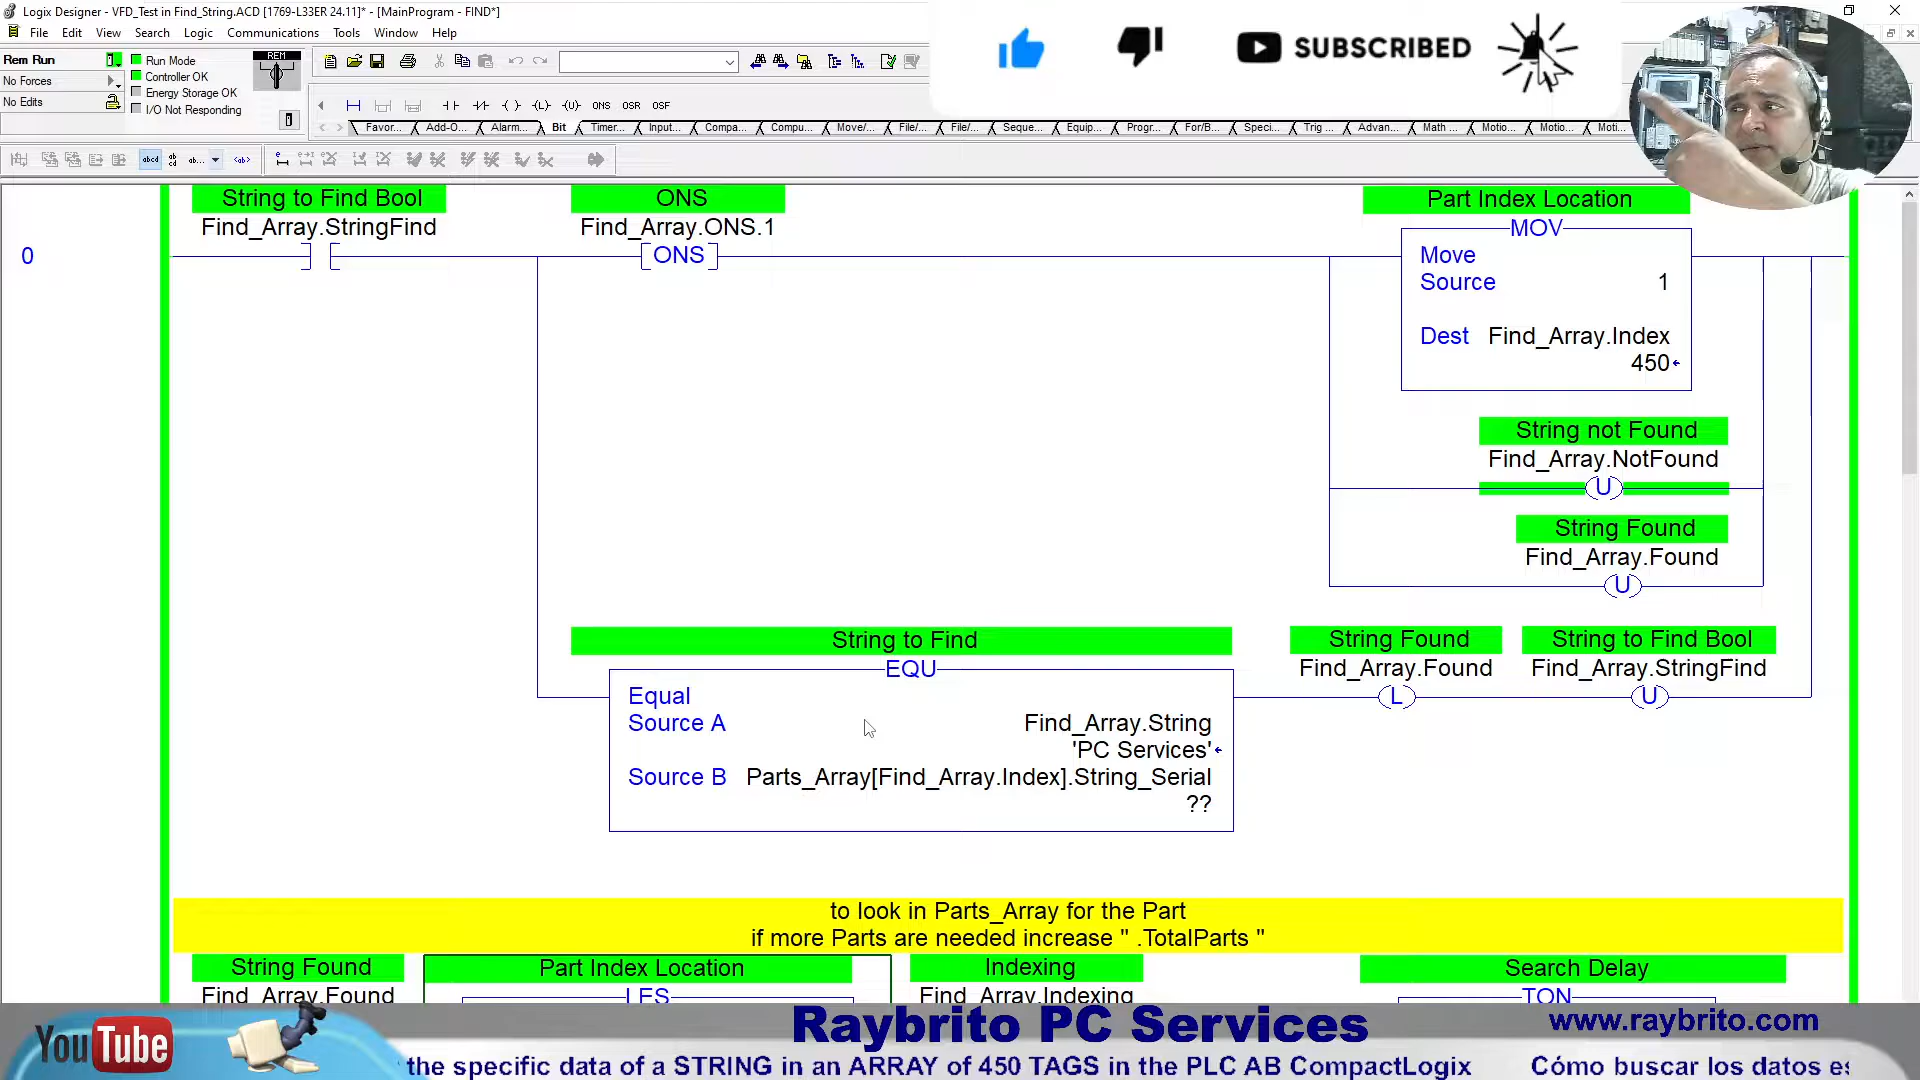 Logix Designer - VFD_Test in Find_String.ACD [1769-L33ER 24.11]* - [MainProgram - FIND*]
File Edit View Search Logic Communications Tools Window Help
SUBSCRIBED
Rem Run
Run Mode
REM
No Forces
Controller OK
Energy Storage OK
No Edits
I/O Not Responding
ONS OSR OSF
Favor... Add-O... Alarm... Bit Timer... Input... Compa... Compu... Move/... File/... File/... Seque... Equip... Progr... For/B... Speci... Trig ... Advan... Math ... Motio... Motio... Moti...
String to Find Bool ONS Part Index Location
Find_Array.StringFind Find_Array.ONS.1 MOV
0 ONS Move
Source 1
Dest Find_Array.Index
450
String not Found
Find_Array.NotFound
U
String Found
Find_Array.Found
U
String to Find String Found String to Find Bool
EQU Find_Array.Found Find_Array.StringFind
Equal L U
Source A Find_Array.String
'PC Services'
Source B Parts_Array[Find_Array.Index].String_Serial
??
to look in Parts_Array for the Part
if more Parts are needed increase " .TotalParts "
String Found Part Index Location Indexing Search Delay
Find_Array.Found LES Find_Array.Indexing TON
YouTube
Raybrito PC Services www.raybrito.com
the specific data of a STRING in an ARRAY of 450 TAGS in the PLC AB CompactLogix Cómo buscar los datos es